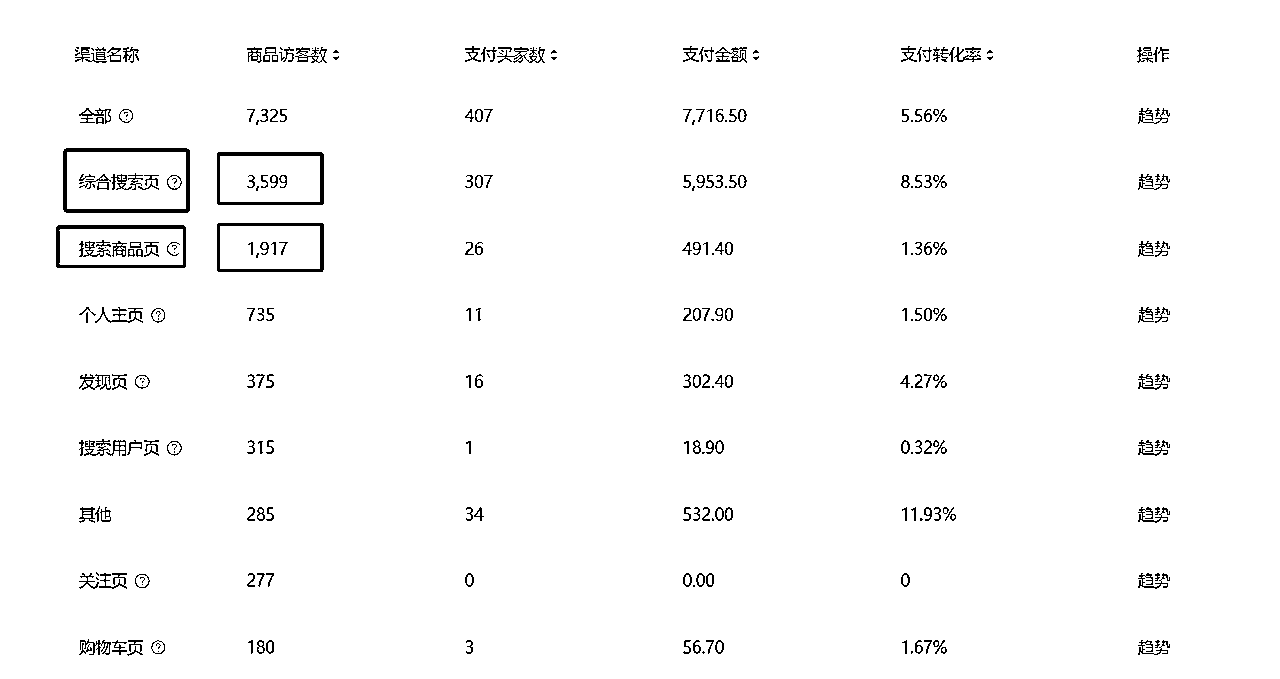 渠道名称 商品访客数 支付买家数 支付金额 支付转化率 操作
全部 7,325 407 7,716.50 5.56% 趋势
综合搜索页 3,599 307 5,953.50 8.53% 趋势
搜索商品页 1,917 26 491.40 1.36% 趋势
个人主页 735 11 207.90 1.50% 趋势
发现页 375 16 302.40 4.27% 趋势
搜索用户页 315 1 18.90 0.32% 趋势
其他 285 34 532.00 11.93% 趋势
关注页 277 0 0.00 0 趋势
购物车页 180 3 56.70 1.67% 趋势